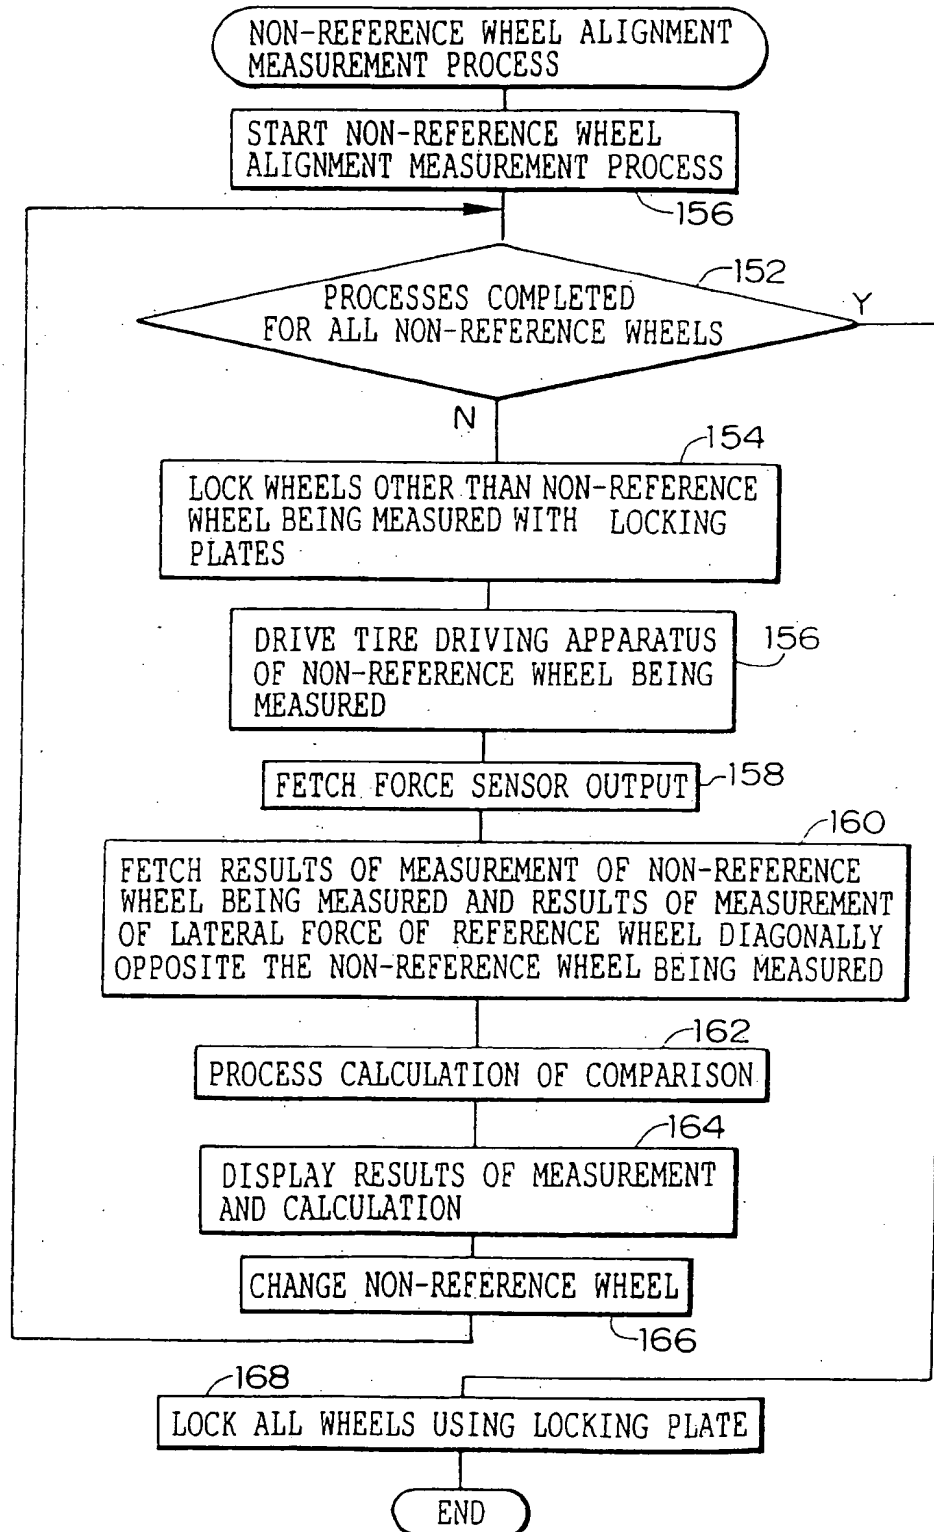 NON-REFERENCE WHEEL ALIGNMENT
MEASUREMENT PROCESS
START NON-REFERENCE WHEEL
ALIGNMENT MEASUREMENT PROCESS
156
152
PROCESSES COMPLETED
FOR ALL NON-REFERENCE WHEELS
Y
N
154
LOCK WHEELS OTHER THAN NON-REFERENCE
WHEEL BEING MEASURED WITH LOCKING
PLATES
DRIVE TIRE DRIVING APPARATUS
OF NON-REFERENCE WHEEL BEING
MEASURED
156
FETCH FORCE SENSOR OUTPUT
158
160
FETCH RESULTS OF MEASUREMENT OF NON-REFERENCE
WHEEL BEING MEASURED AND RESULTS OF MEASUREMENT
OF LATERAL FORCE OF REFERENCE WHEEL DIAGONALLY
OPPOSITE THE NON-REFERENCE WHEEL BEING MEASURED
162
PROCESS CALCULATION OF COMPARISON
164
DISPLAY RESULTS OF MEASUREMENT
AND CALCULATION
CHANGE NON-REFERENCE WHEEL
166
168
LOCK ALL WHEELS USING LOCKING PLATE
END